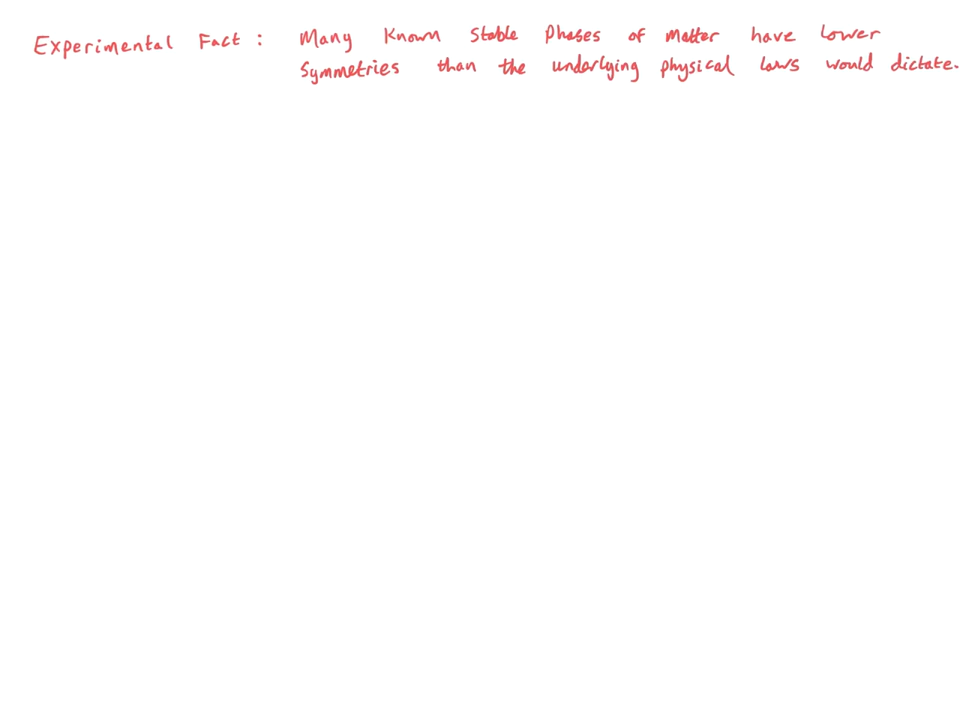 Experimental Fact : Many Known Stable Phases of matter have lower
Symmetries than the underlying physical laws would dictate.